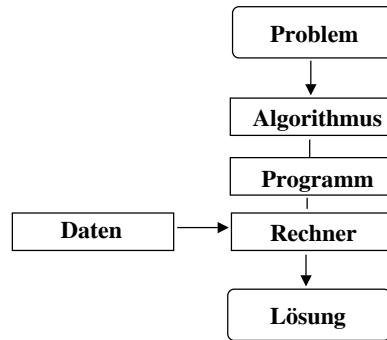 Problem
Algorithmus
Programm
Daten
Rechner
Lösung